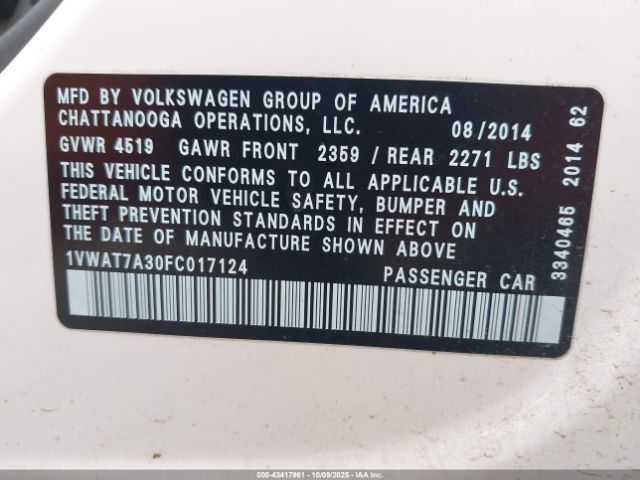 MFD BY VOLKSWAGEN GROUP OF AMERICA
CHATTANOOGA OPERATIONS, LLC. 08/2014
GVWR 4519 GAWR FRONT 2359 / REAR 2271 LBS
THIS VEHICLE CONFORMS TO ALL APPLICABLE U.S.
FEDERAL MOTOR VEHICLE SAFETY, BUMPER AND
THEFT PREVENTION STANDARDS IN EFFECT ON
THE DATE OF MANUFACTURE SHOWN ABOVE
1VWAT7A30FC017124 PASSENGER CAR
3340465 2014 62
000-43417961 - 10/09/2025 - COPYRIGHT IAA, LLC.